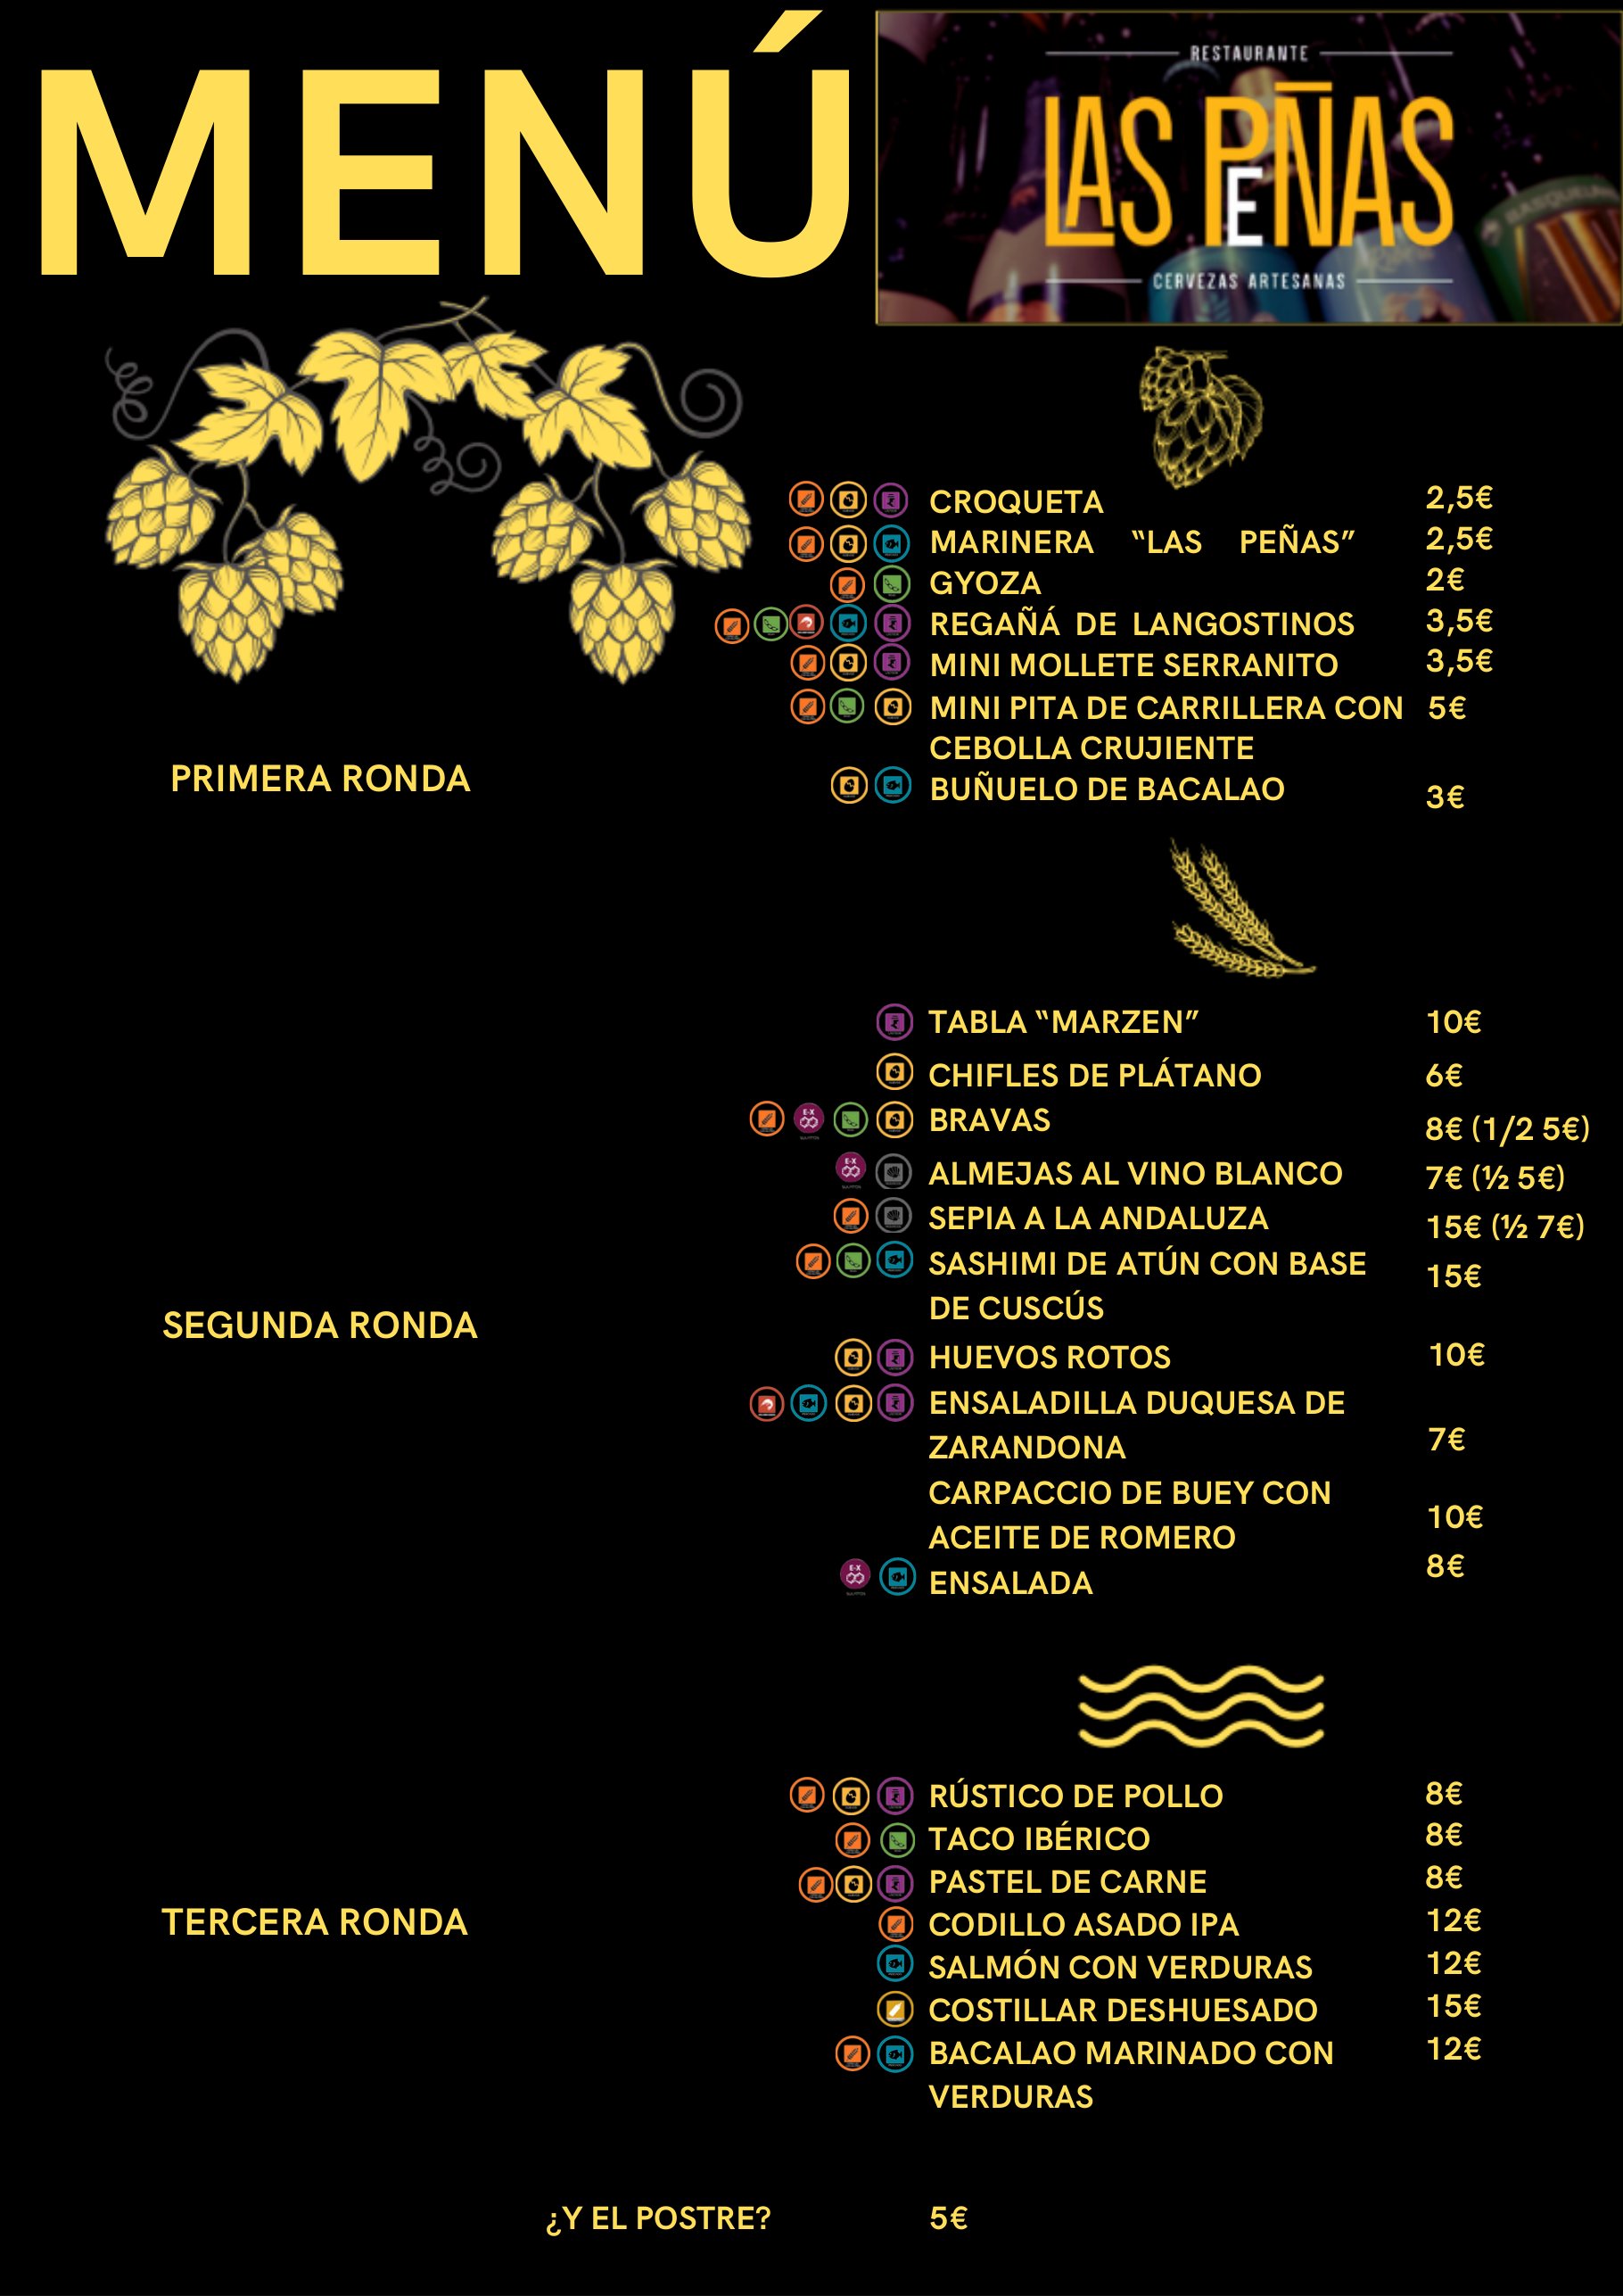 MENÚ
RESTAURANTE
LAS PEÑAS
CERVEZAS ARTESANAS
CROQUETA 2,5€
MARINERA “LAS PEÑAS” 2,5€
GYOZA 2€
REGAÑÁ DE LANGOSTINOS 3,5€
MINI MOLLETE SERRANITO 3,5€
MINI PITA DE CARRILLERA CON 5€
CEBOLLA CRUJIENTE
PRIMERA RONDA
BUÑUELO DE BACALAO 3€
TABLA “MARZEN” 10€
CHIFLES DE PLÁTANO 6€
E-X
BRAVAS 8€ (1/2 5€)
E-X
ALMEJAS AL VINO BLANCO 7€ (½ 5€)
SEPIA A LA ANDALUZA 15€ (½ 7€)
SASHIMI DE ATÚN CON BASE 15€
DE CUSCÚS
SEGUNDA RONDA
HUEVOS ROTOS 10€
ENSALADILLA DUQUESA DE
ZARANDONA 7€
CARPACCIO DE BUEY CON
ACEITE DE ROMERO 10€
E-X
ENSALADA 8€
RÚSTICO DE POLLO 8€
TACO IBÉRICO 8€
PASTEL DE CARNE 8€
TERCERA RONDA
CODILLO ASADO IPA 12€
SALMÓN CON VERDURAS 12€
COSTILLAR DESHUESADO 15€
BACALAO MARINADO CON 12€
VERDURAS
¿Y EL POSTRE? 5€